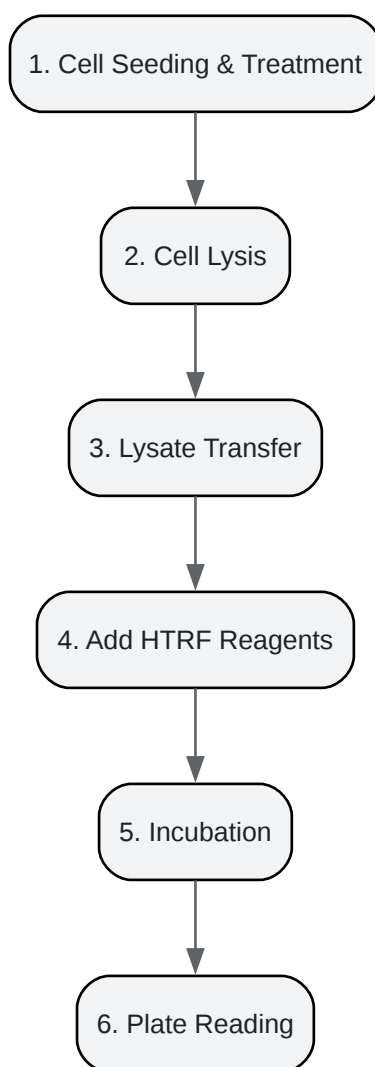 1. Cell Seeding & Treatment
2. Cell Lysis
3. Lysate Transfer
4. Add HTRF Reagents
5. Incubation
6. Plate Reading